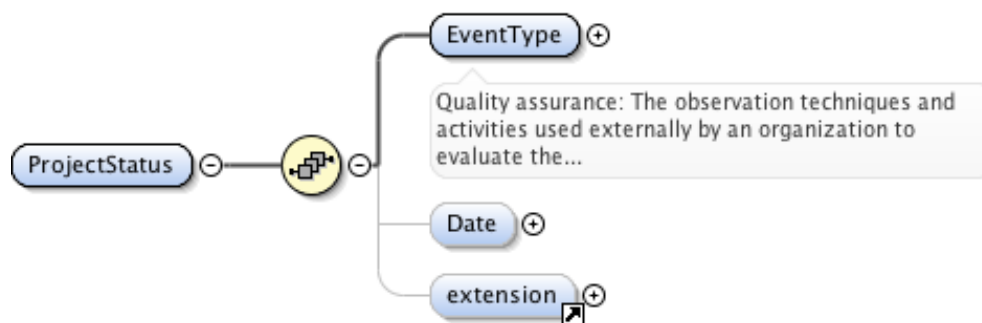 EventType
Quality assurance: The observation techniques and
activities used externally by an organization to
evaluate the...
ProjectStatus
Date
extension